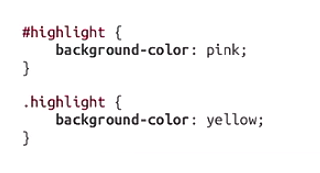 #highlight {
    background-color: pink;
}
.highlight {
    background-color: yellow;
}